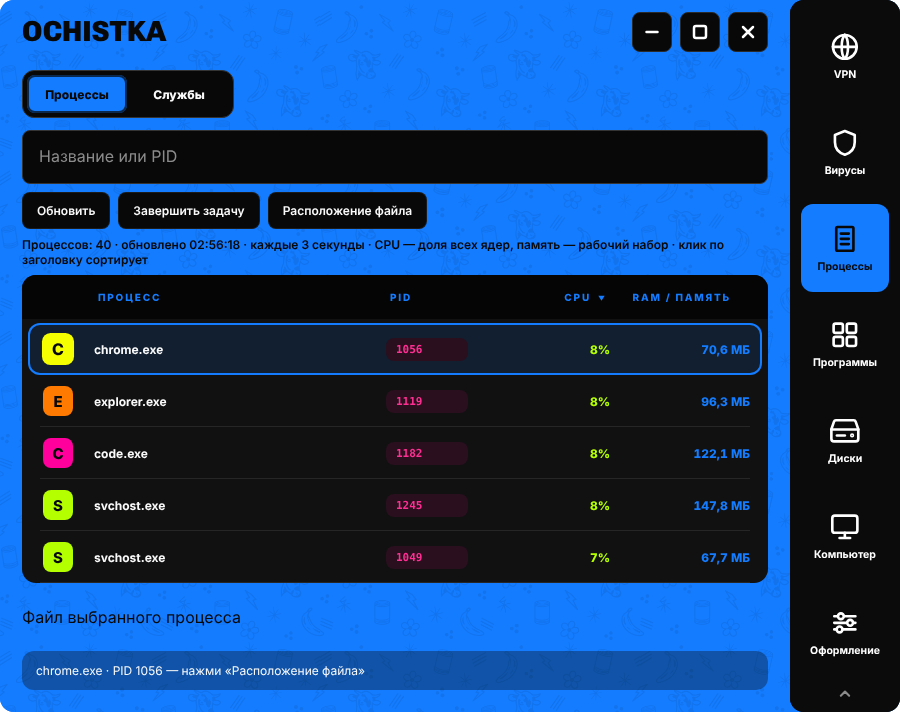 OCHISTKA
Процессы
Службы
Название или PID
Обновить
Завершить задачу
Расположение файла
Процессов: 40 · обновлено 02:56:18 · каждые 3 секунды · CPU — доля всех ядер, память — рабочий набор · клик по
заголовку сортирует
ПРОЦЕСС PID CPU ▼ RAM / ПАМЯТЬ
C chrome.exe 1056 8% 70,6 МБ
E explorer.exe 1119 8% 96,3 МБ
C code.exe 1182 8% 122,1 МБ
S svchost.exe 1245 8% 147,8 МБ
S svchost.exe 1049 7% 67,7 МБ
Файл выбранного процесса
chrome.exe · PID 1056 — нажми «Расположение файла»
VPN
Вирусы
Процессы
Программы
Диски
Компьютер
Оформление